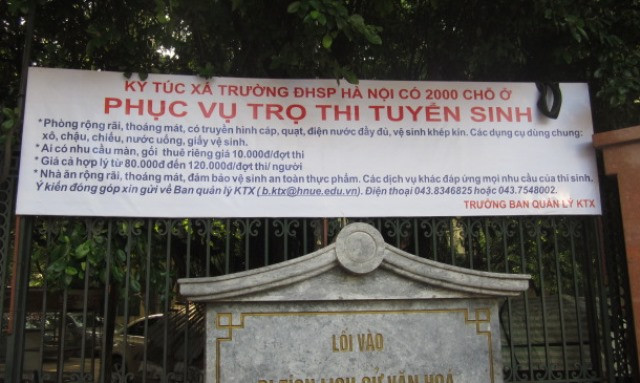 KÝ TÚC XÁ TRƯỜNG ĐHSP HÀ NỘI CÓ 2000 CHỖ Ở
PHỤC VỤ TRỌ THI TUYỂN SINH
*Phòng rộng rãi, thoáng mát, có truyền hình cáp, quạt, điện nước đầy đủ, vệ sinh khép kín. Các dụng cụ dùng chung:
xô, chậu, chiếu, nước uống, giấy vệ sinh.
*Ai có nhu cầu màn, gối thuê riêng giá 10.000đ/đợt thi
*Giá cả hợp lý từ 80.000đ đến 120.000đ/đợt thi/ người
*Nhà ăn rộng rãi, thoáng mát, đảm bảo vệ sinh an toàn thực phẩm. Các dịch vụ khác đáp ứng mọi nhu cầu của thí sinh.
Ý kiến đóng góp xin gửi về Ban quản lý KTX ( b.ktx@hnue.edu.vn). Điện thoại 043.8346825 hoặc 043.7548002.
TRƯỞNG BAN QUẢN LÝ KTX
LỐI VÀO
DI TÍCH LỊCH SỬ VĂN HOÁ